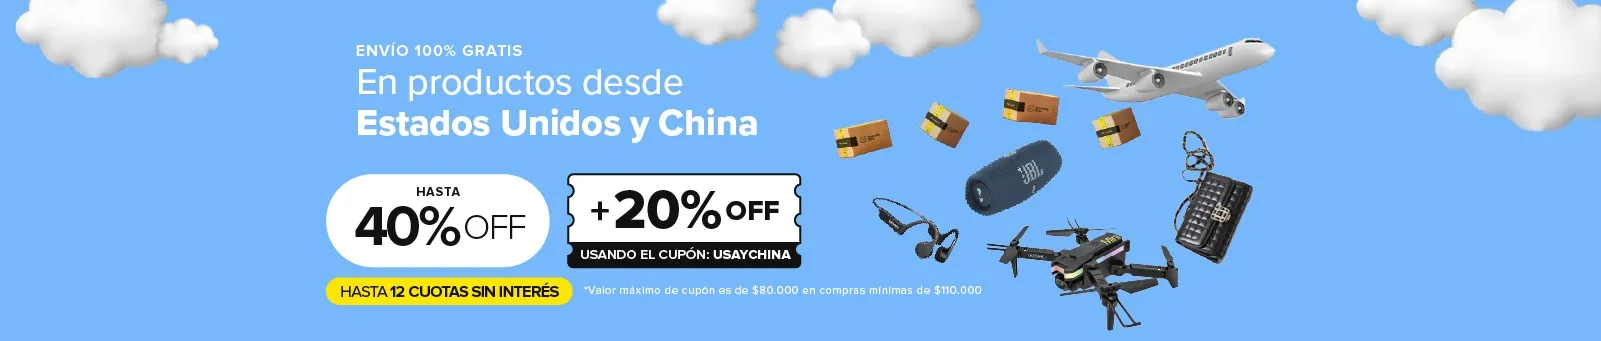 ENVÍO 100% GRATIS
En productos desde
Estados Unidos y China
HASTA
40% OFF
+20% OFF
USANDO EL CUPÓN: USAYCHINA
HASTA 12 CUOTAS SIN INTERÉS
*Valor máximo de cupón es de $80.000 en compras mínimas de $110.000
JBL